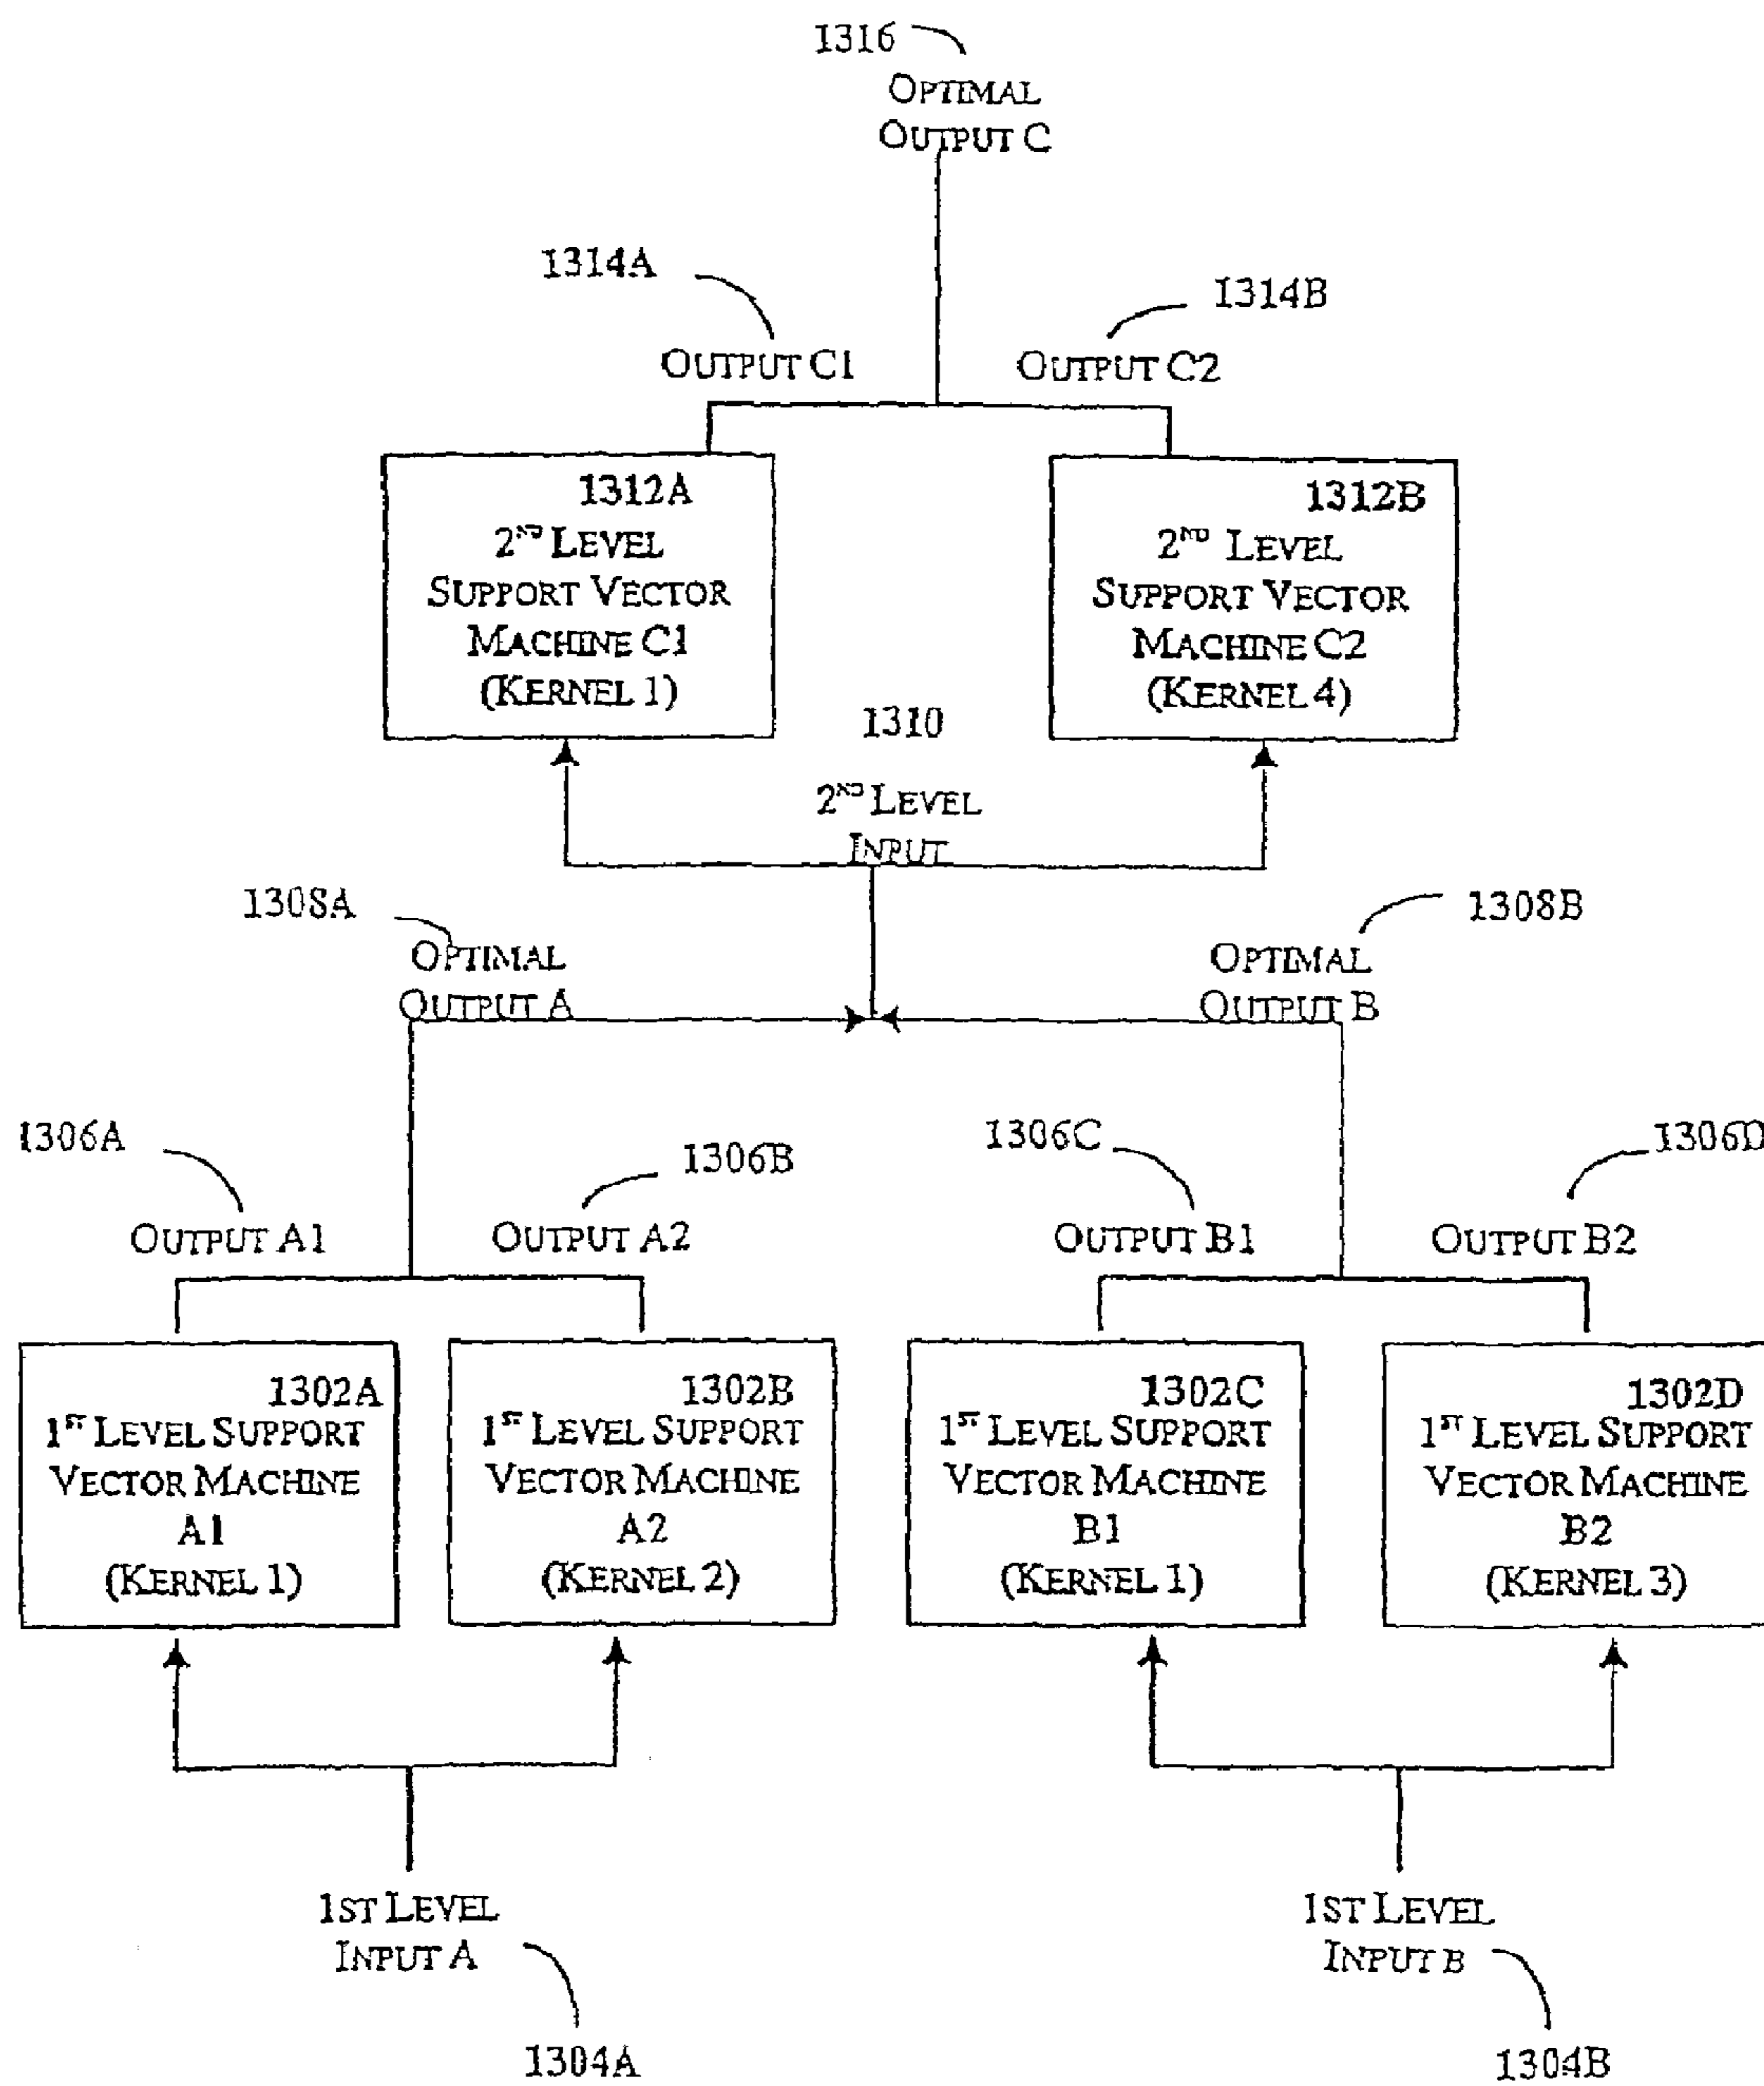 1316
OPTIMAL
OUTPUT C
1314A
1314B
OUTPUT C1
OUTPUT C2
1312A
2ND LEVEL
SUPPORT VECTOR
MACHINE C1
(KERNEL 1)
1312B
2ND LEVEL
SUPPORT VECTOR
MACHINE C2
(KERNEL 4)
1310
2ND LEVEL
INPUT
1308A
OPTIMAL
OUTPUT A
1308B
OPTIMAL
OUTPUT B
1306A
1306B
1306C
1306D
OUTPUT A1
OUTPUT A2
OUTPUT B1
OUTPUT B2
1302A
1ST LEVEL SUPPORT
VECTOR MACHINE
A1
(KERNEL 1)
1302B
1ST LEVEL SUPPORT
VECTOR MACHINE
A2
(KERNEL 2)
1302C
1ST LEVEL SUPPORT
VECTOR MACHINE
B1
(KERNEL 1)
1302D
1ST LEVEL SUPPORT
VECTOR MACHINE
B2
(KERNEL 3)
1ST LEVEL
INPUT A
1304A
1ST LEVEL
INPUT B
1304B